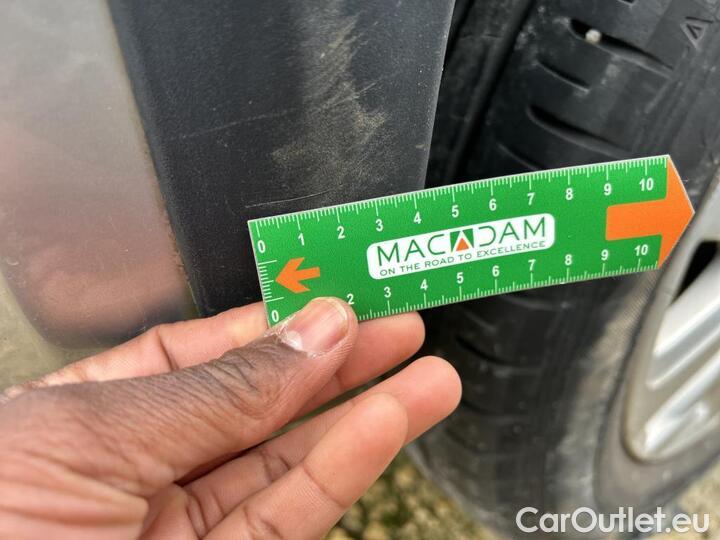 0 1 2 3 4 5 6 7 8 9 10
MACADAM
ON THE ROAD TO EXCELLENCE
0 2 3 4 5 6 7 8 9 10
CarOutlet.eu